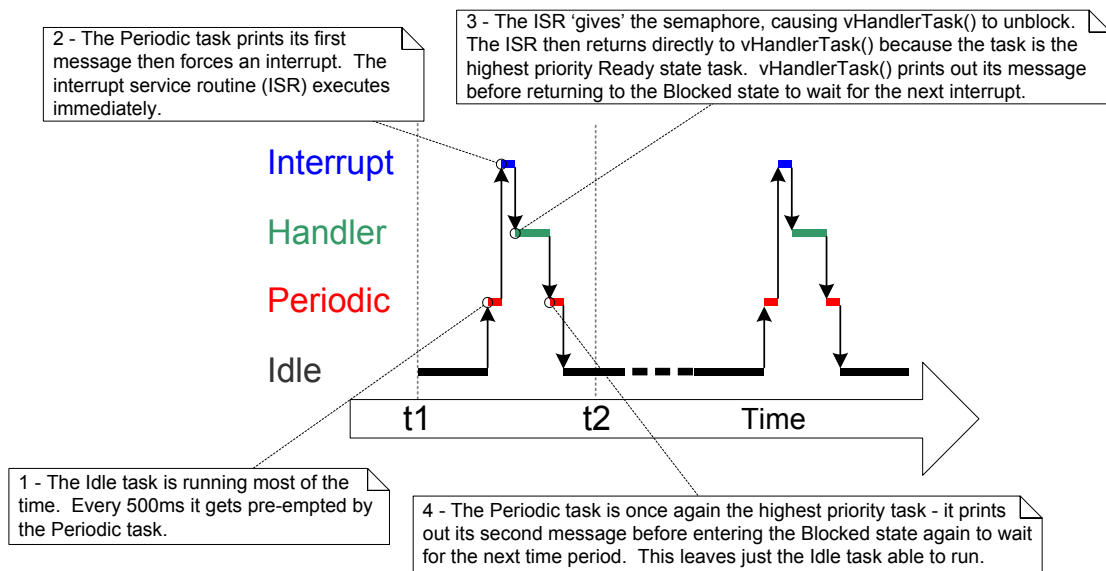 2 - The Periodic task prints its first
message then forces an interrupt. The
interrupt service routine (ISR) executes
immediately.
3 - The ISR ‘gives’ the semaphore, causing vHandlerTask() to unblock.
The ISR then returns directly to vHandlerTask() because the task is the
highest priority Ready state task. vHandlerTask() prints out its message
before returning to the Blocked state to wait for the next interrupt.
Interrupt
Handler
Periodic
Idle
t1
t2
Time
1 - The Idle task is running most of the
time. Every 500ms it gets pre-empted by
the Periodic task.
4 - The Periodic task is once again the highest priority task - it prints
out its second message before entering the Blocked state again to wait
for the next time period. This leaves just the Idle task able to run.